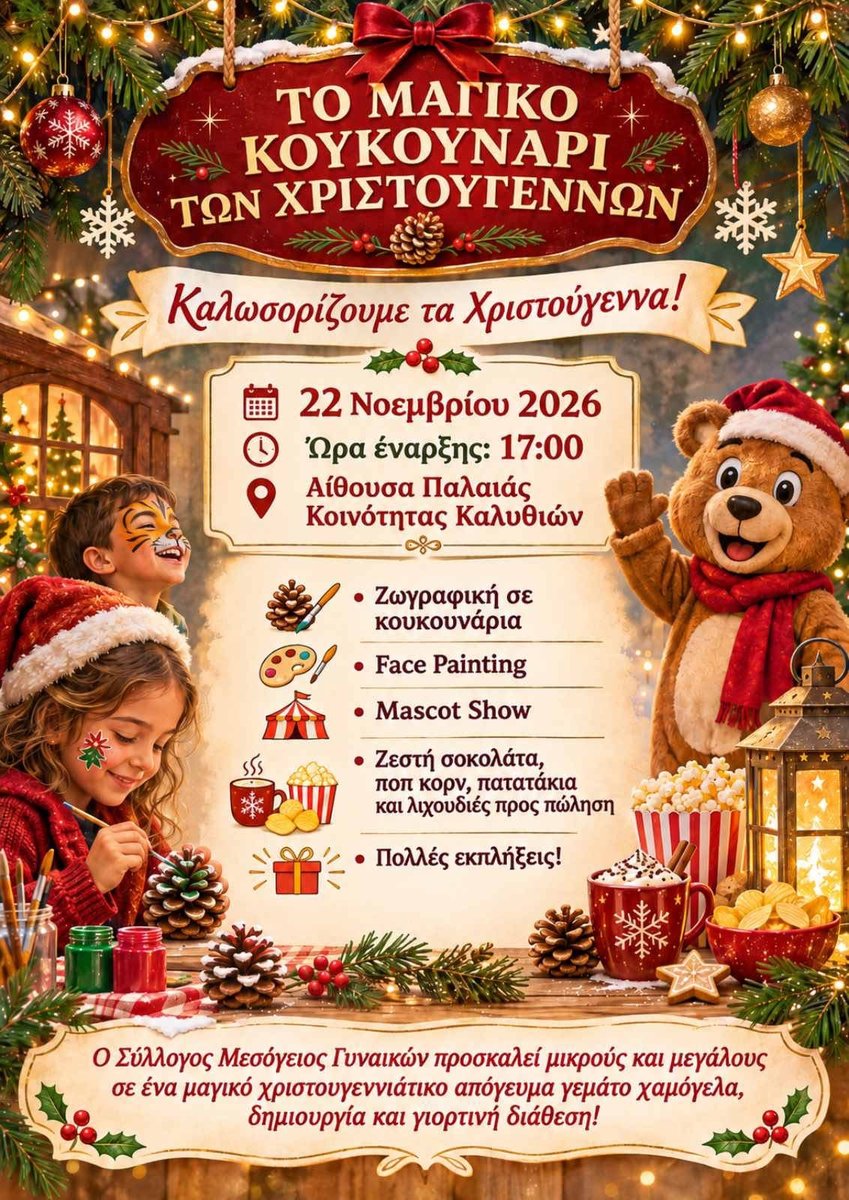 ΤΟ ΜΑΓΙΚΟ
ΚΟΥΚΟΥΝΑΡΙ
ΤΩΝ ΧΡΙΣΤΟΥΓΕΝΝΩΝ
Καλωσορίζουμε τα Χριστούγεννα!
22 Νοεμβρίου 2026
Ώρα έναρξης: 17:00
Αίθουσα Παλαιάς
Κοινότητας Καλυθιών
• Ζωγραφική σε
κουκουνάρια
• Face Painting
• Mascot Show
• Ζεστή σοκολάτα,
ποπ κορν, πατατάκια
και λιχουδιές προς πώληση
• Πολλές εκπλήξεις!
Ο Σύλλογος Μεσόγειος Γυναικών προσκαλεί μικρούς και μεγάλους
σε ένα μαγικό χριστουγεννιάτικο απόγευμα γεμάτο χαμόγελα,
δημιουργία και γιορτινή διάθεση!